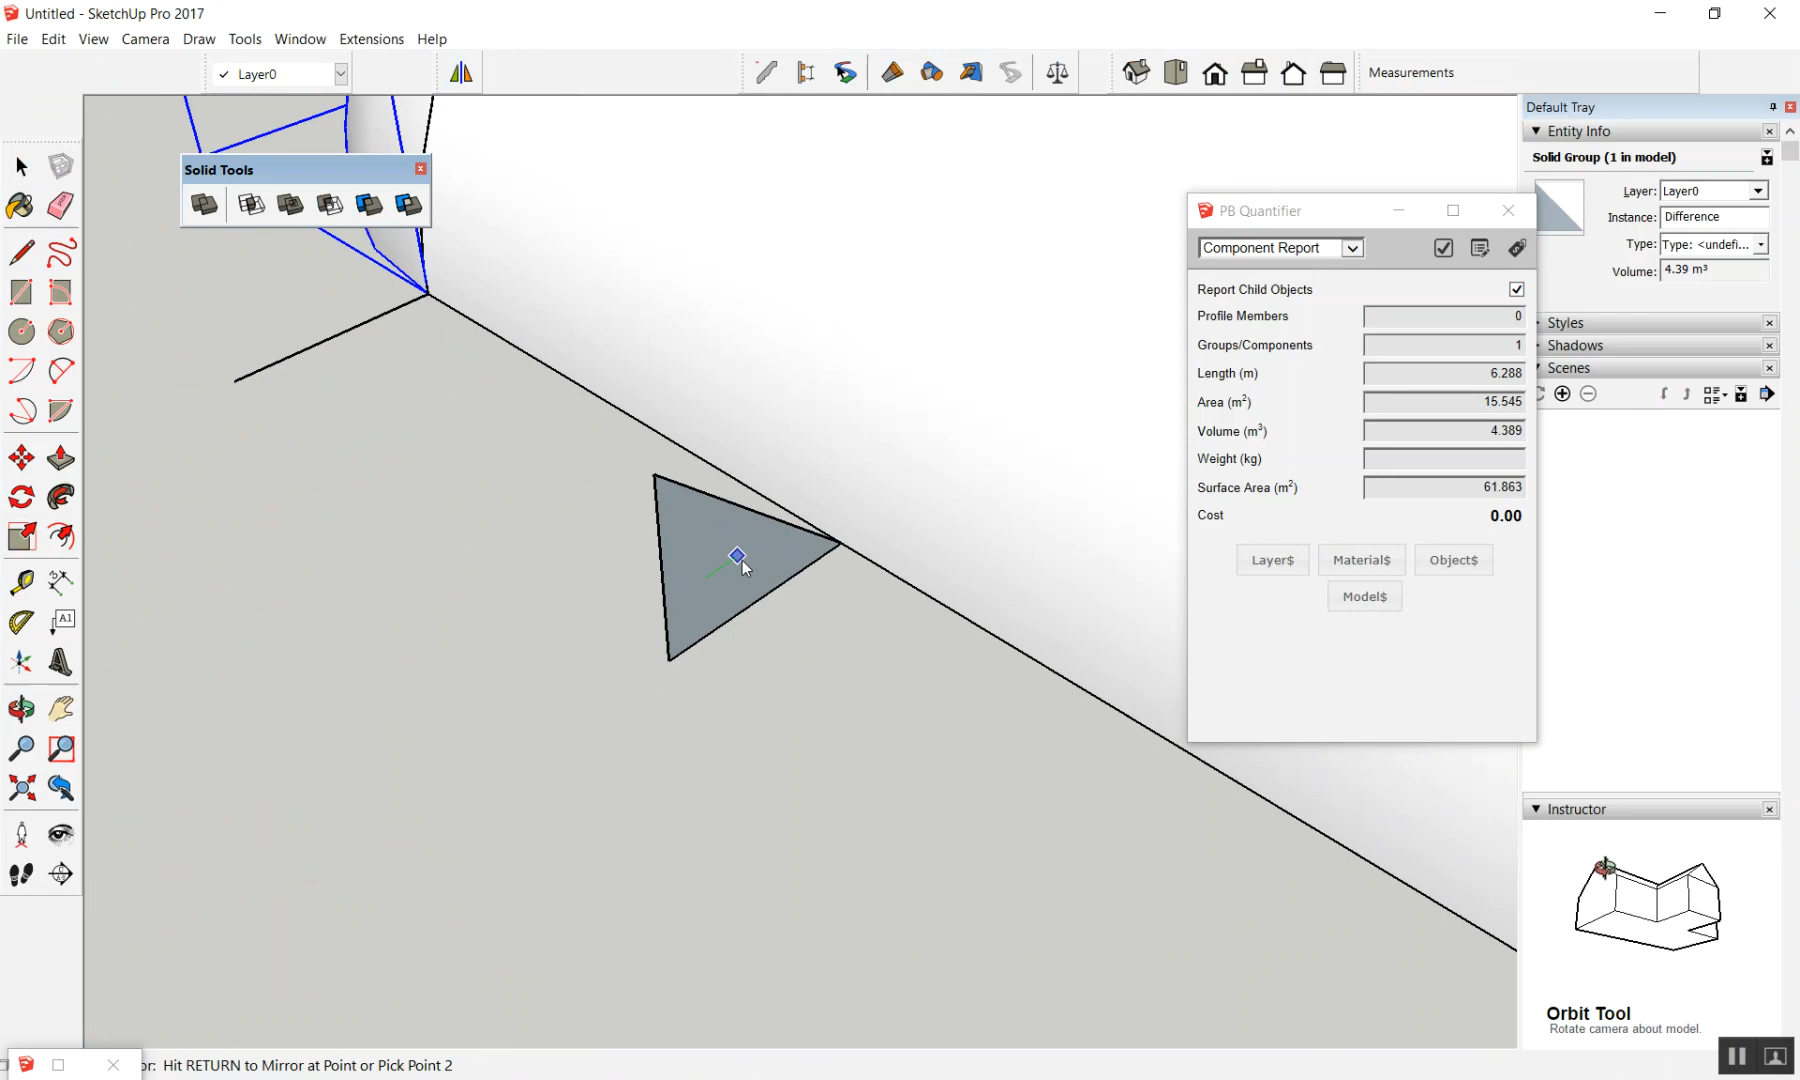 Untitled - SketchUp Pro 2017
File Edit View Camera Draw Tools Window Extensions Help
Layer0
Measurements
Default Tray
Entity Info
Solid Group (1 in model)
Layer: Layer0
Instance: Difference
Type: Type: <undefi...
Volume: 4.39 m³
Styles
Shadows
Scenes
Solid Tools
PB Quantifier
Component Report
Report Child Objects
Profile Members 0
Groups/Components 1
Length (m) 6.288
Area (m²) 15.545
Volume (m³) 4.389
Weight (kg)
Surface Area (m²) 61.863
Cost 0.00
Layer$ Material$ Object$
Model$
A1
Instructor
Orbit Tool
Rotate camera about model.
or: Hit RETURN to Mirror at Point or Pick Point 2